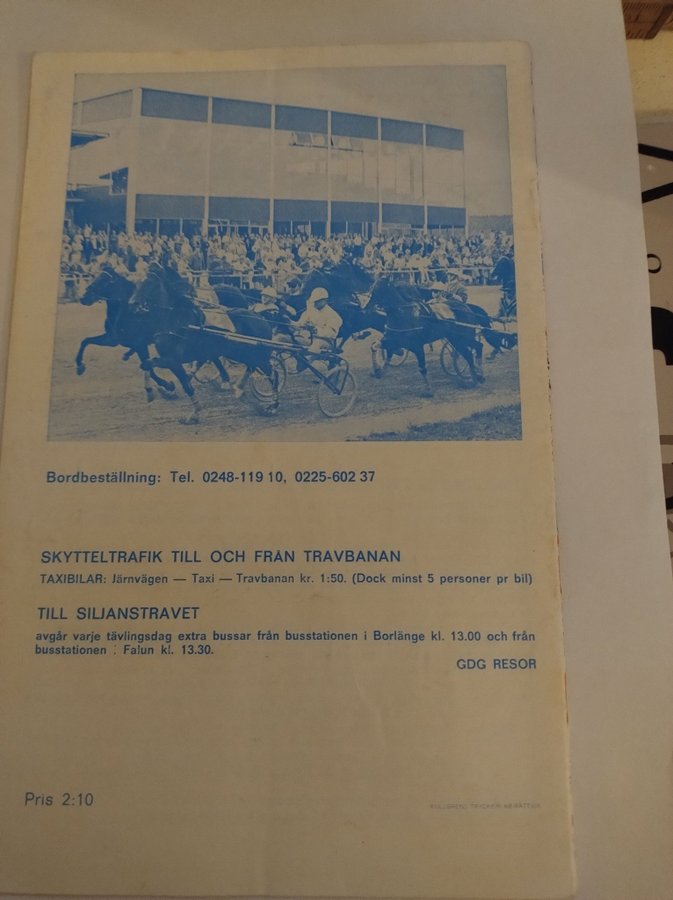 Bordbeställning: Tel. 0248-119 10, 0225-602 37
SKYTTELTRAFIK TILL OCH FRÅN TRAVBANAN
TAXIBILAR: Järnvägen — Taxi — Travbanan kr. 1:50. (Dock minst 5 personer pr bil)
TILL SILJANSTRAVET
avgår varje tävlingsdag extra bussar från busstationen i Borlänge kl. 13.00 och från
busstationen : Falun kl. 13.30.
GDG RESOR
Pris 2:10
TRYCKERI